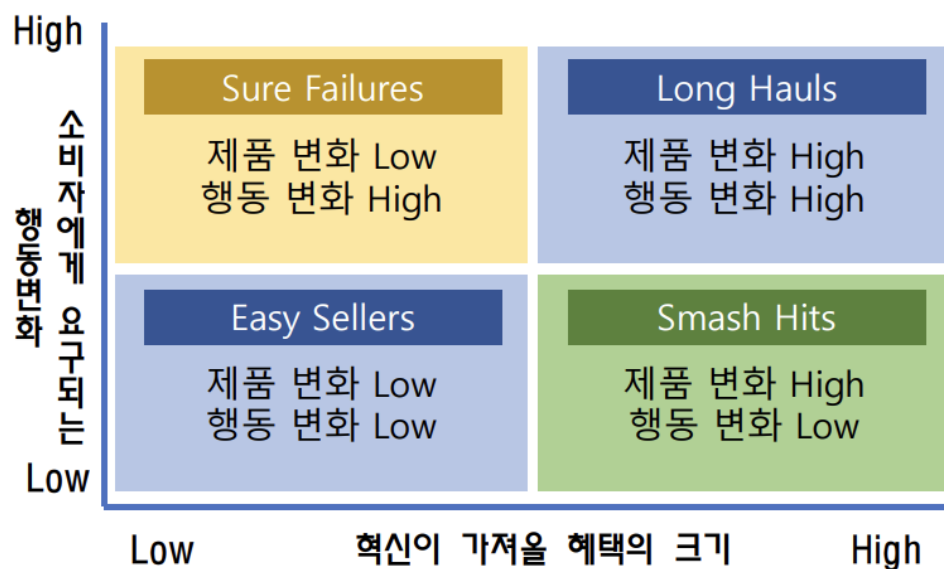 High
소비자에게 요구되는
행동변화
Low
Sure Failures
제품 변화 Low
행동 변화 High
Long Hauls
제품 변화 High
행동 변화 High
Easy Sellers
제품 변화 Low
행동 변화 Low
Smash Hits
제품 변화 High
행동 변화 Low
Low
혁신이 가져올 혜택의 크기
High